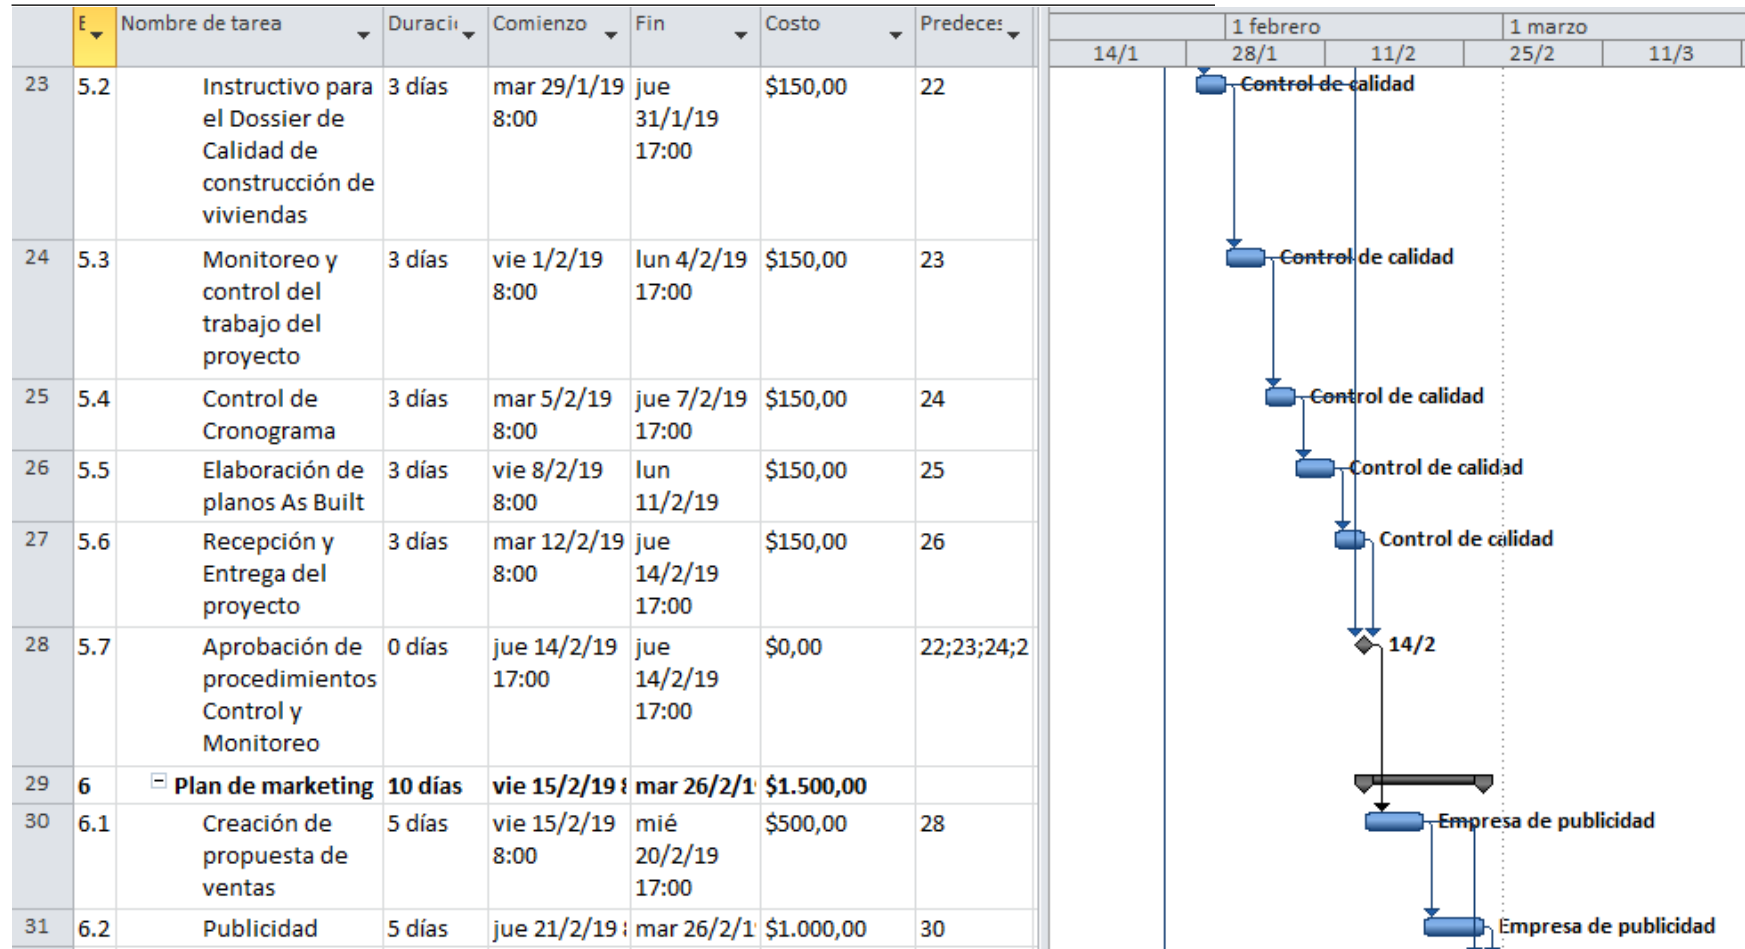 E Nombre de tarea Duració Comienzo Fin Costo Predeces
1 febrero 1 marzo
14/1 28/1 11/2 25/2 11/3
23 5.2 Instructivo para 3 días mar 29/1/19 jue $150,00 22 Control de calidad
el Dossier de 8:00 31/1/19
Calidad de 17:00
construcción de
viviendas
24 5.3 Monitoreo y 3 días vie 1/2/19 lun 4/2/19 $150,00 23 Control de calidad
control del 8:00 17:00
trabajo del
proyecto
25 5.4 Control de 3 días mar 5/2/19 jue 7/2/19 $150,00 24 Control de calidad
Cronograma 8:00 17:00
26 5.5 Elaboración de 3 días vie 8/2/19 lun $150,00 25 Control de calidad
planos As Built 8:00 11/2/19
27 5.6 Recepción y 3 días mar 12/2/19 jue $150,00 26 Control de calidad
Entrega del 8:00 14/2/19
proyecto 17:00
28 5.7 Aprobación de 0 días jue 14/2/19 jue $0,00 22;23;24;2 14/2
procedimientos 17:00 14/2/19
Control y 17:00
Monitoreo
29 6 Plan de marketing 10 días vie 15/2/19 mar 26/2/1 $1.500,00
30 6.1 Creación de 5 días vie 15/2/19 mié $500,00 28 Empresa de publicidad
propuesta de 8:00 20/2/19
ventas 17:00
31 6.2 Publicidad 5 días jue 21/2/19 mar 26/2/1 $1.000,00 30 Empresa de publicidad